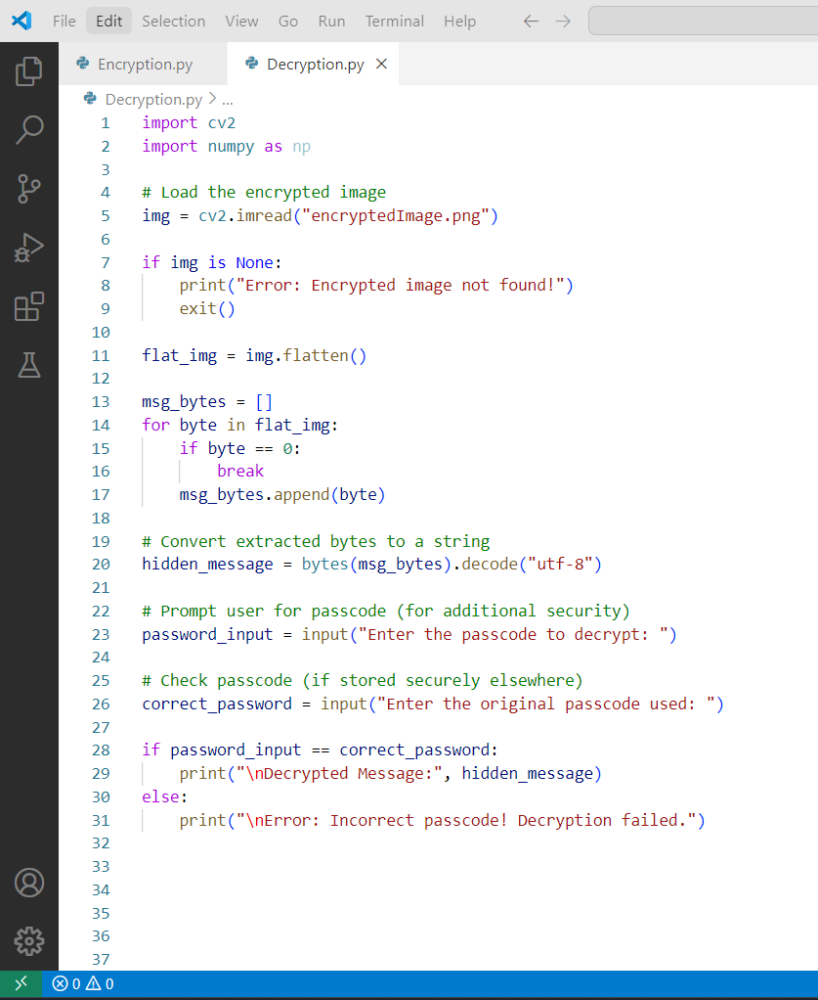 File Edit Selection View Go Run Terminal Help
Encryption.py Decryption.py
Decryption.py > ...
1 import cv2
2 import numpy as np
3
4 # Load the encrypted image
5 img = cv2.imread("encryptedImage.png")
6
7 if img is None:
8     print("Error: Encrypted image not found!")
9     exit()
10
11 flat_img = img.flatten()
12
13 msg_bytes = []
14 for byte in flat_img:
15     if byte == 0:
16         break
17     msg_bytes.append(byte)
18
19 # Convert extracted bytes to a string
20 hidden_message = bytes(msg_bytes).decode("utf-8")
21
22 # Prompt user for passcode (for additional security)
23 password_input = input("Enter the passcode to decrypt: ")
24
25 # Check passcode (if stored securely elsewhere)
26 correct_password = input("Enter the original passcode used: ")
27
28 if password_input == correct_password:
29     print("\nDecrypted Message:", hidden_message)
30 else:
31     print("\nError: Incorrect passcode! Decryption failed.")
32
33
34
35
36
37
0 0